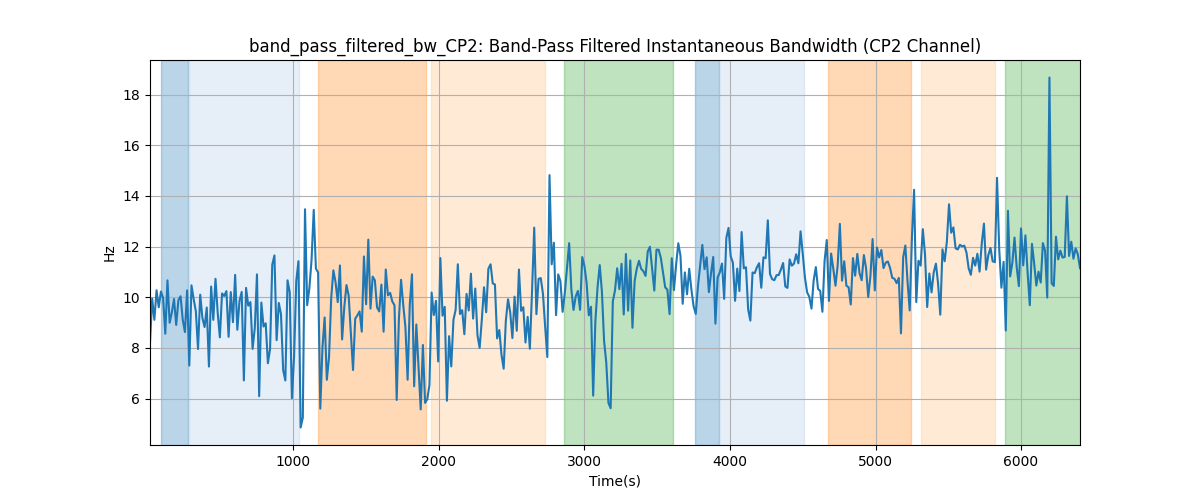 band_pass_filtered_bw_CP2: Band-Pass Filtered Instantaneous Bandwidth (CP2 Channel)
18
16
14
12
10
8
6
Hz
1000 2000 3000 4000 5000 6000
Time(s)